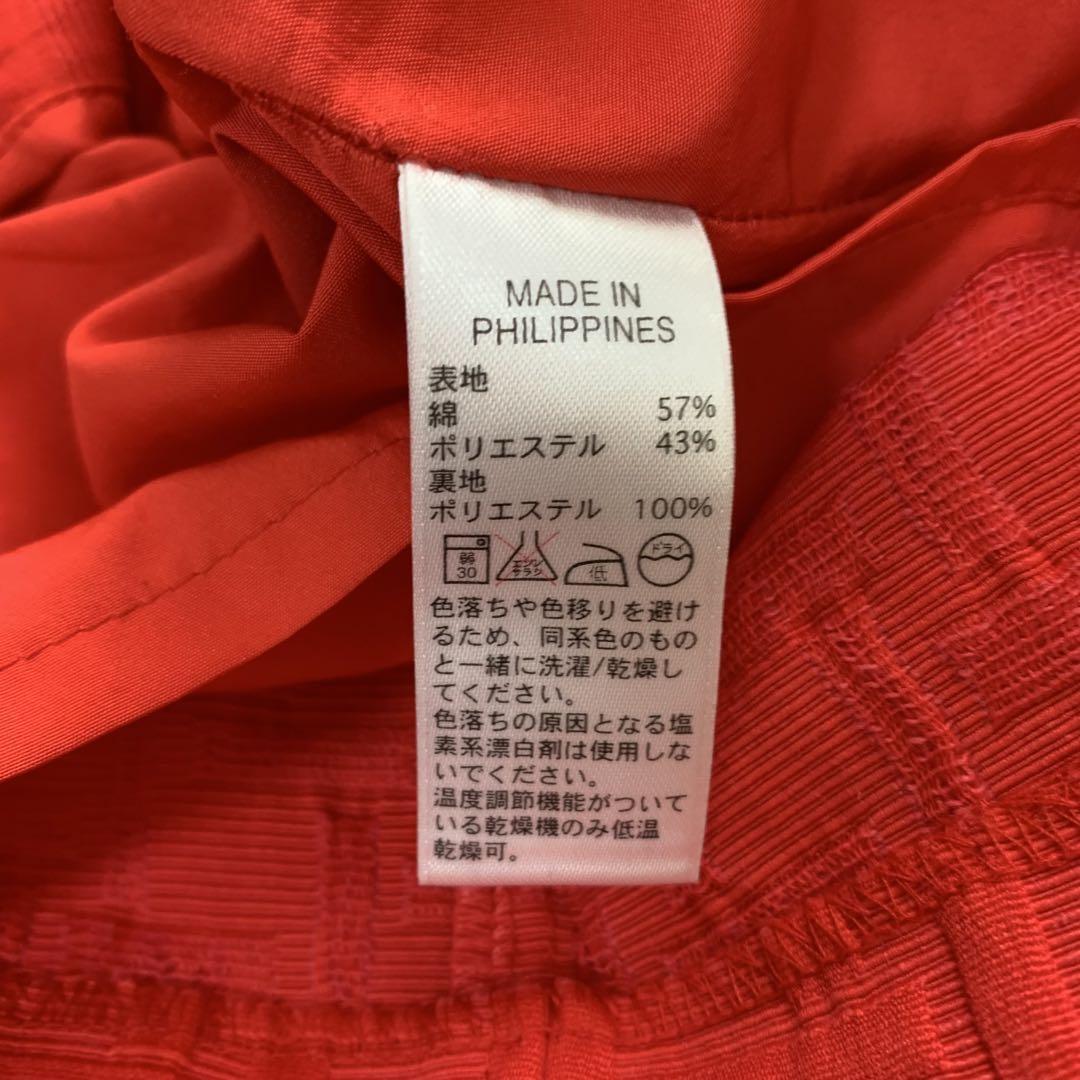 MADE IN
PHILIPPINES
表地
綿 57%
ポリエステル 43%
裏地
ポリエステル 100%
弱 30 エンソ サラシ 低 ドライ
色落ちや色移りを避け
るため、同系色のもの
と一緒に洗濯/乾燥し
てください。
色落ちの原因となる塩
素系漂白剤は使用しな
いでください。
温度調節機能がついて
いる乾燥機のみ低温
乾燥可。